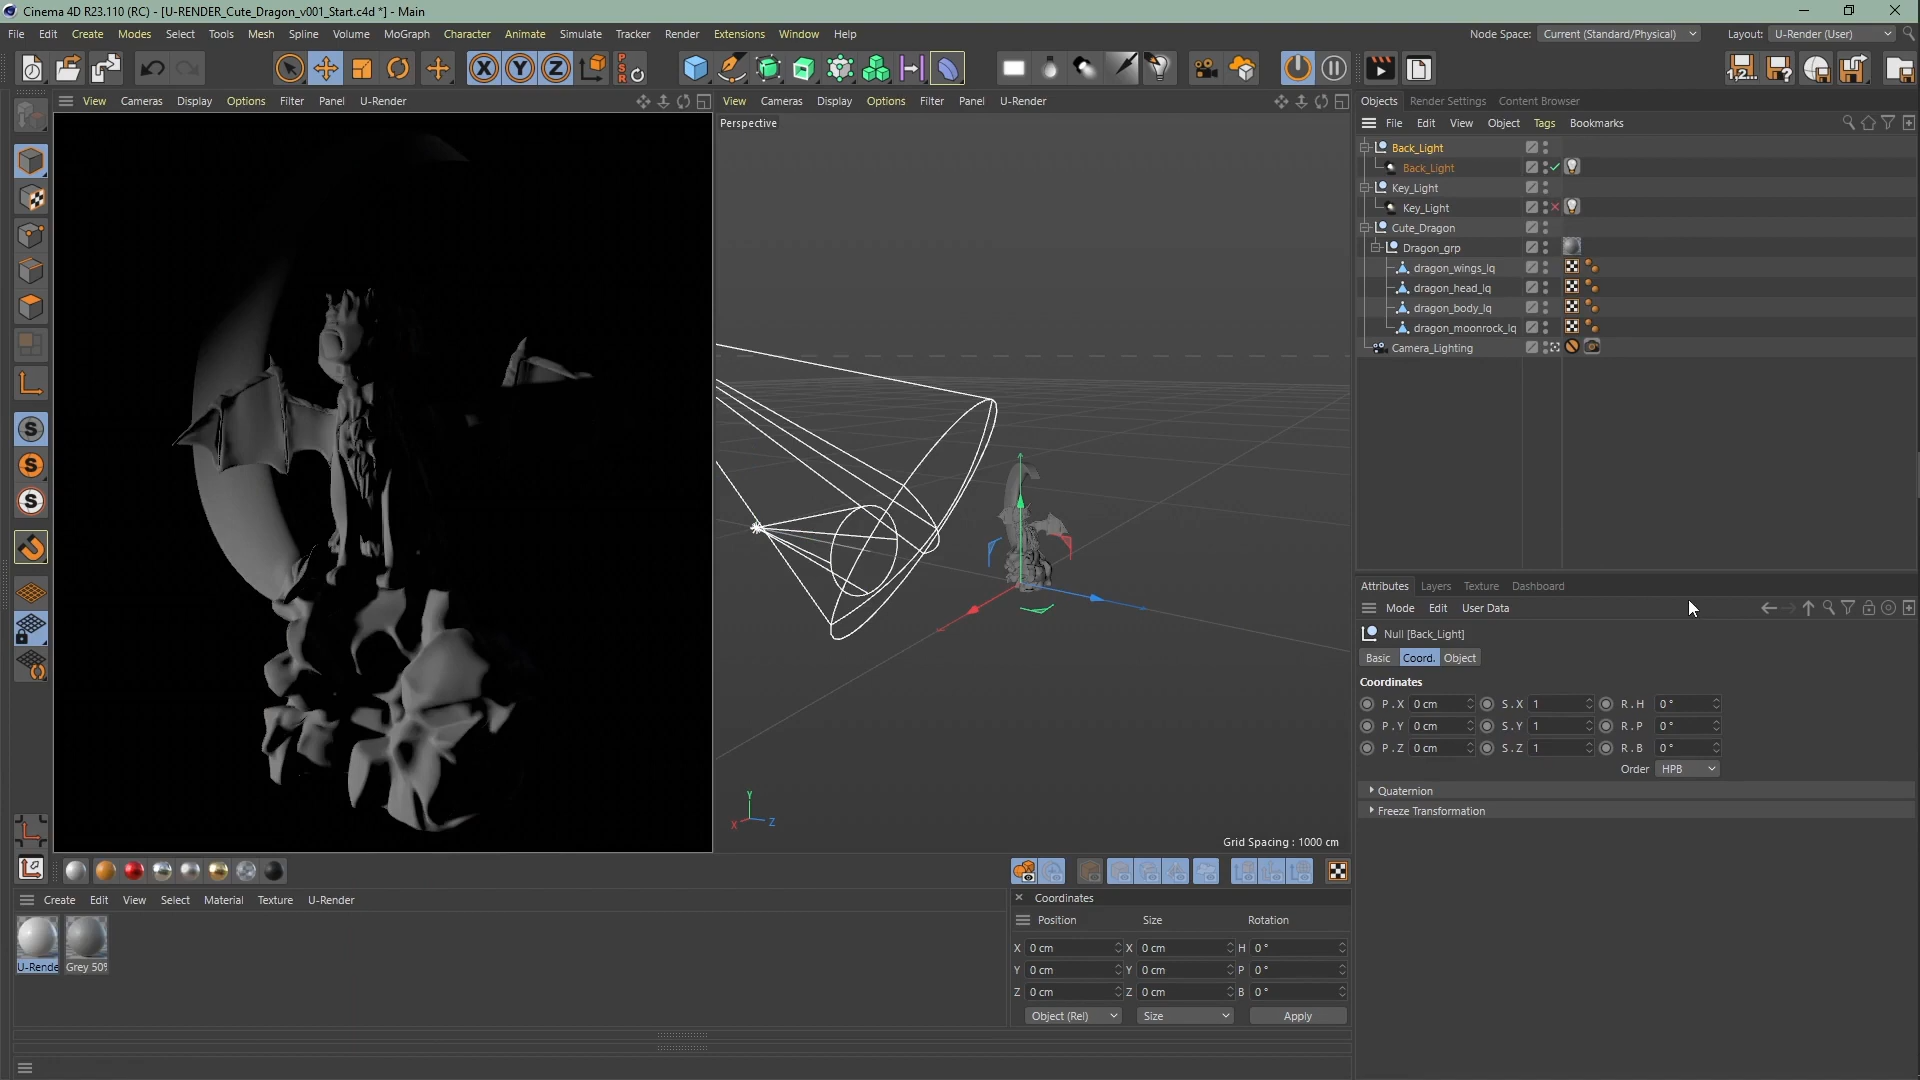 Cinema 4D R23.110 (RC) - [U-RENDER_Cute_Dragon_v001_Start.c4d *] - Main
File Edit Create Modes Select Tools Mesh Spline Volume MoGraph Character Animate Simulate Tracker Render Extensions Window Help
Node Space: Current (Standard/Physical) Layout: U-Render (User)
X Y Z PSR 1,2...
View Cameras Display Options Filter Panel U-Render
View Cameras Display Options Filter Panel U-Render
Perspective
Objects Render Settings Content Browser
File Edit View Object Tags Bookmarks
Back_Light
Back_Light
Key_Light
Key_Light
Cute_Dragon
Dragon_grp
dragon_wings_lq
dragon_head_lq
dragon_body_lq
dragon_moonrock_lq
Camera_Lighting
S
S
S
Y
X Z
Grid Spacing : 1000 cm
Attributes Layers Texture Dashboard
Mode Edit User Data
Null [Back_Light]
Basic Coord. Object
Coordinates
P . X 0 cm S . X 1 R . H 0 °
P . Y 0 cm S . Y 1 R . P 0 °
P . Z 0 cm S . Z 1 R . B 0 °
Order HPB
Quaternion
Freeze Transformation
Create Edit View Select Material Texture U-Render
U-Rende Grey 50%
Coordinates
Position Size Rotation
X 0 cm X 0 cm H 0 °
Y 0 cm Y 0 cm P 0 °
Z 0 cm Z 0 cm B 0 °
Object (Rel) Size Apply